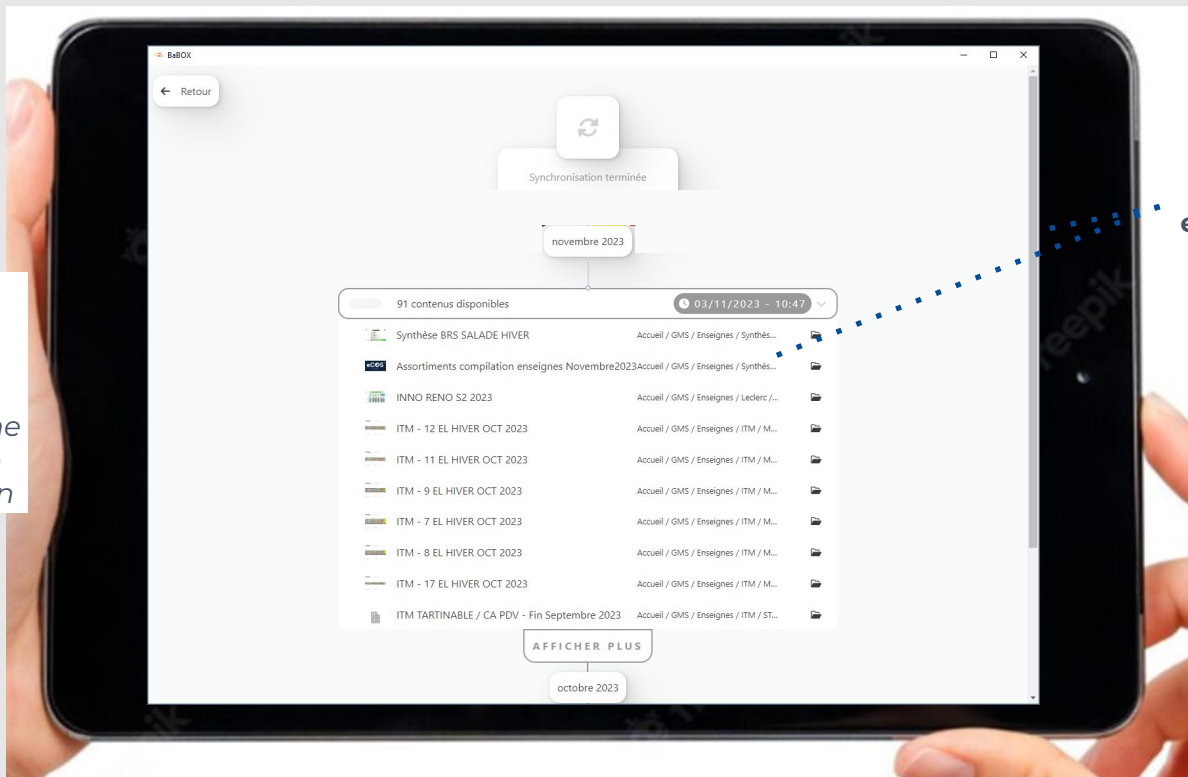 BaBOX
Retour
Synchronisation terminée
novembre 2023
91 contenus disponibles 03/11/2023 - 10:47
Synthèse BRS SALADE HIVER Accueil / GMS / Enseignes / Synthès...
eCOS Assortiments compilation enseignes Novembre2023 Accueil / GMS / Enseignes / Synthès...
INNO RENO S2 2023 Accueil / GMS / Enseignes / Leclerc /...
ITM - 12 EL HIVER OCT 2023 Accueil / GMS / Enseignes / ITM / M...
ITM - 11 EL HIVER OCT 2023 Accueil / GMS / Enseignes / ITM / M...
ITM - 9 EL HIVER OCT 2023 Accueil / GMS / Enseignes / ITM / M...
ITM - 7 EL HIVER OCT 2023 Accueil / GMS / Enseignes / ITM / M...
ITM - 8 EL HIVER OCT 2023 Accueil / GMS / Enseignes / ITM / M...
ITM - 17 EL HIVER OCT 2023 Accueil / GMS / Enseignes / ITM / M...
ITM TARTINABLE / CA PDV - Fin Septembre 2023 Accueil / GMS / Enseignes / ITM / ST...
AFFICHER PLUS
octobre 2023
reepik